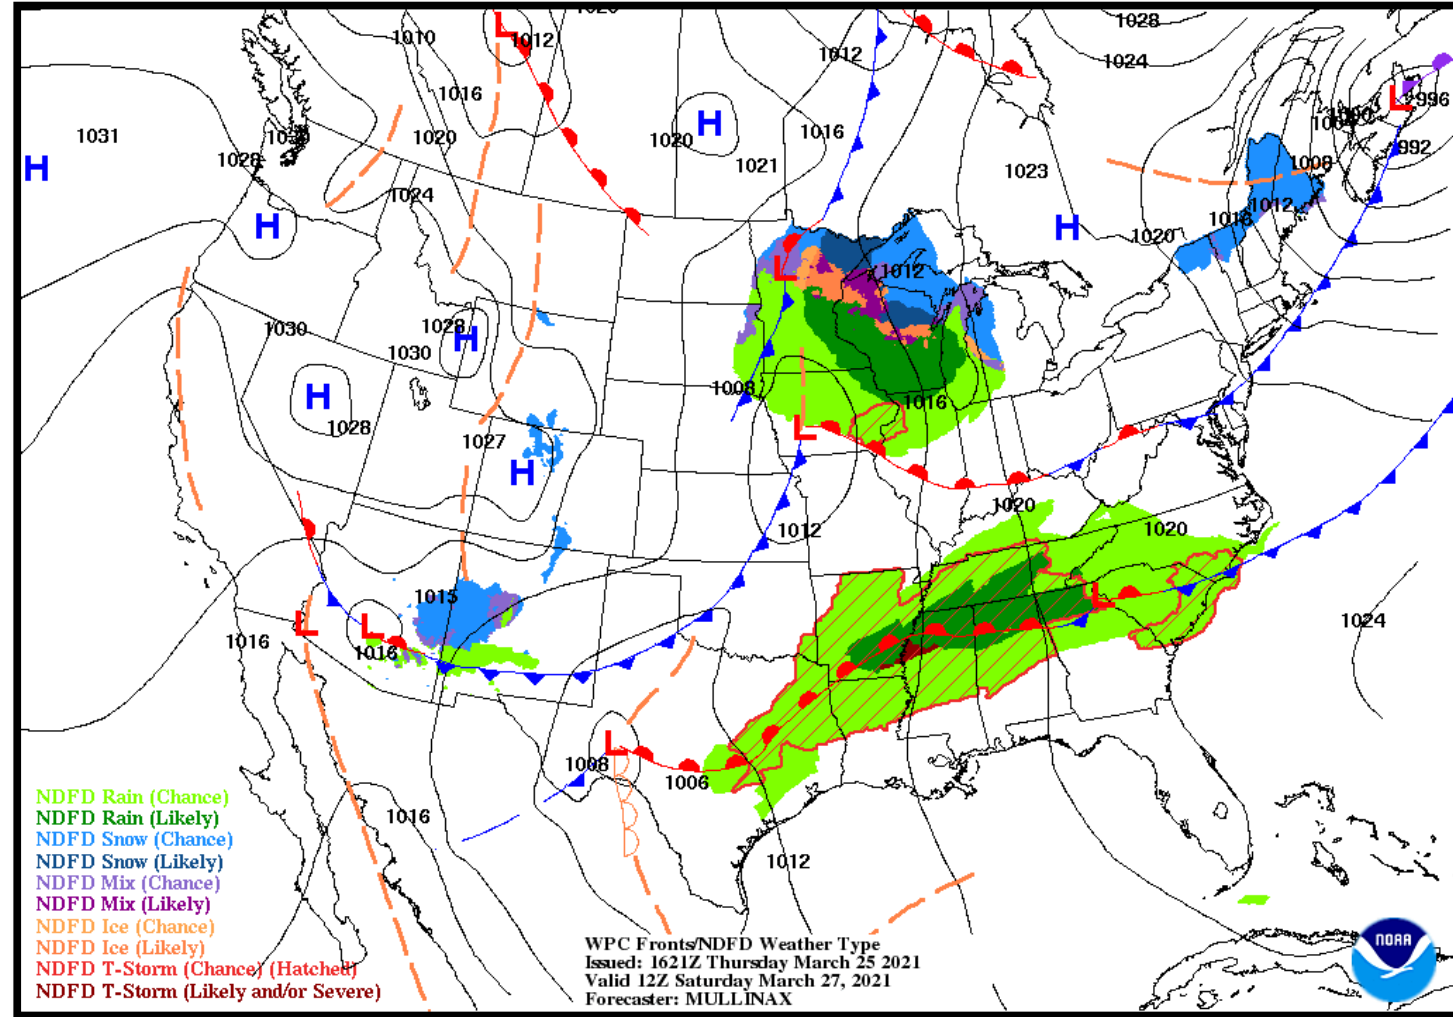 1028
1010
1012
1012
1024
1016
996
1031
1020
1020
1016
992
1028
1021
1023
1008
H
H
1024
1012
H
L
L
H
H
1016
1020
L
1012
1030
1028
H
1030
1008
H
1016
1028
L
1027
H
1020
1020
1012
1015
L
L
L
1016
1016
1024
L
1008
1006
1016
1012
NDFD Rain (Chance)
NDFD Rain (Likely)
NDFD Snow (Chance)
NDFD Snow (Likely)
NDFD Mix (Chance)
NDFD Mix (Likely)
NDFD Ice (Chance)
NDFD Ice (Likely)
NDFD T-Storm (Chance) (Hatched)
NDFD T-Storm (Likely and/or Severe)
WPC Fronts/NDFD Weather Type
Issued: 1621Z Thursday March 25 2021
Valid 12Z Saturday March 27, 2021
Forecaster: MULLINAX
NOAA